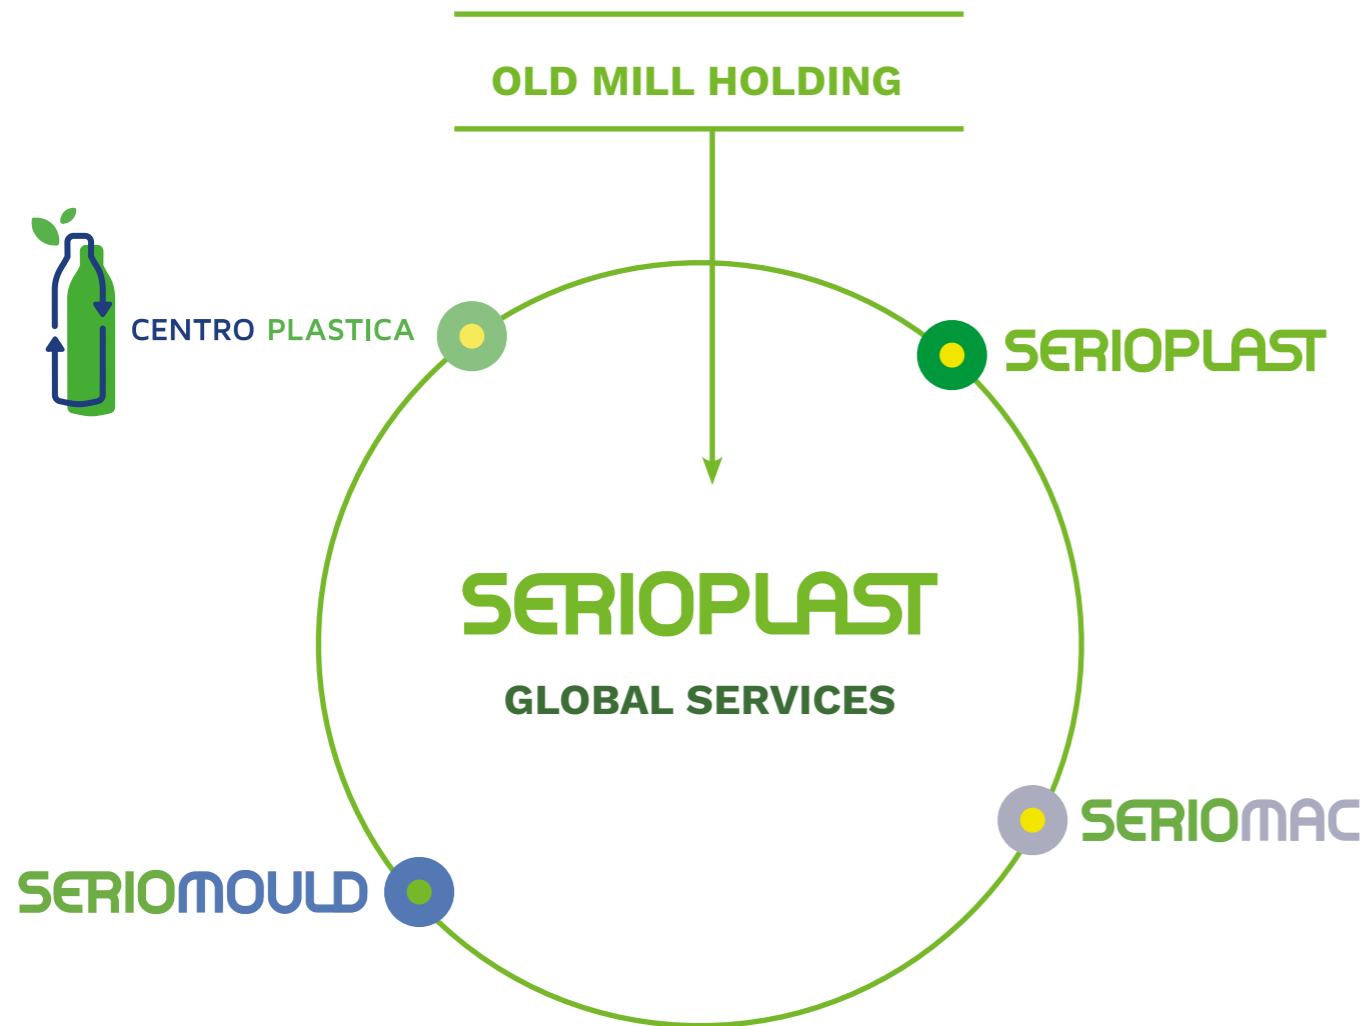 OLD MILL HOLDING
CENTRO PLASTICA
SERIOPLAST
SERIOPLAST
GLOBAL SERVICES
SERIOMAC
SERIOMOULD